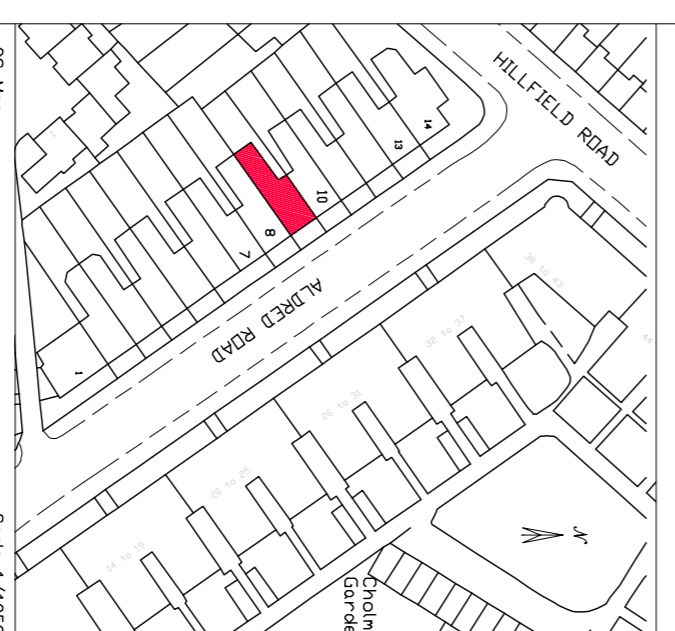 HILLFIELD ROAD
14
13
10
8
7
1
ALDRED ROAD
38 to 43
44
32 to 37
26 to 31
20 to 25
14 to 19
N
Cholm
Garde